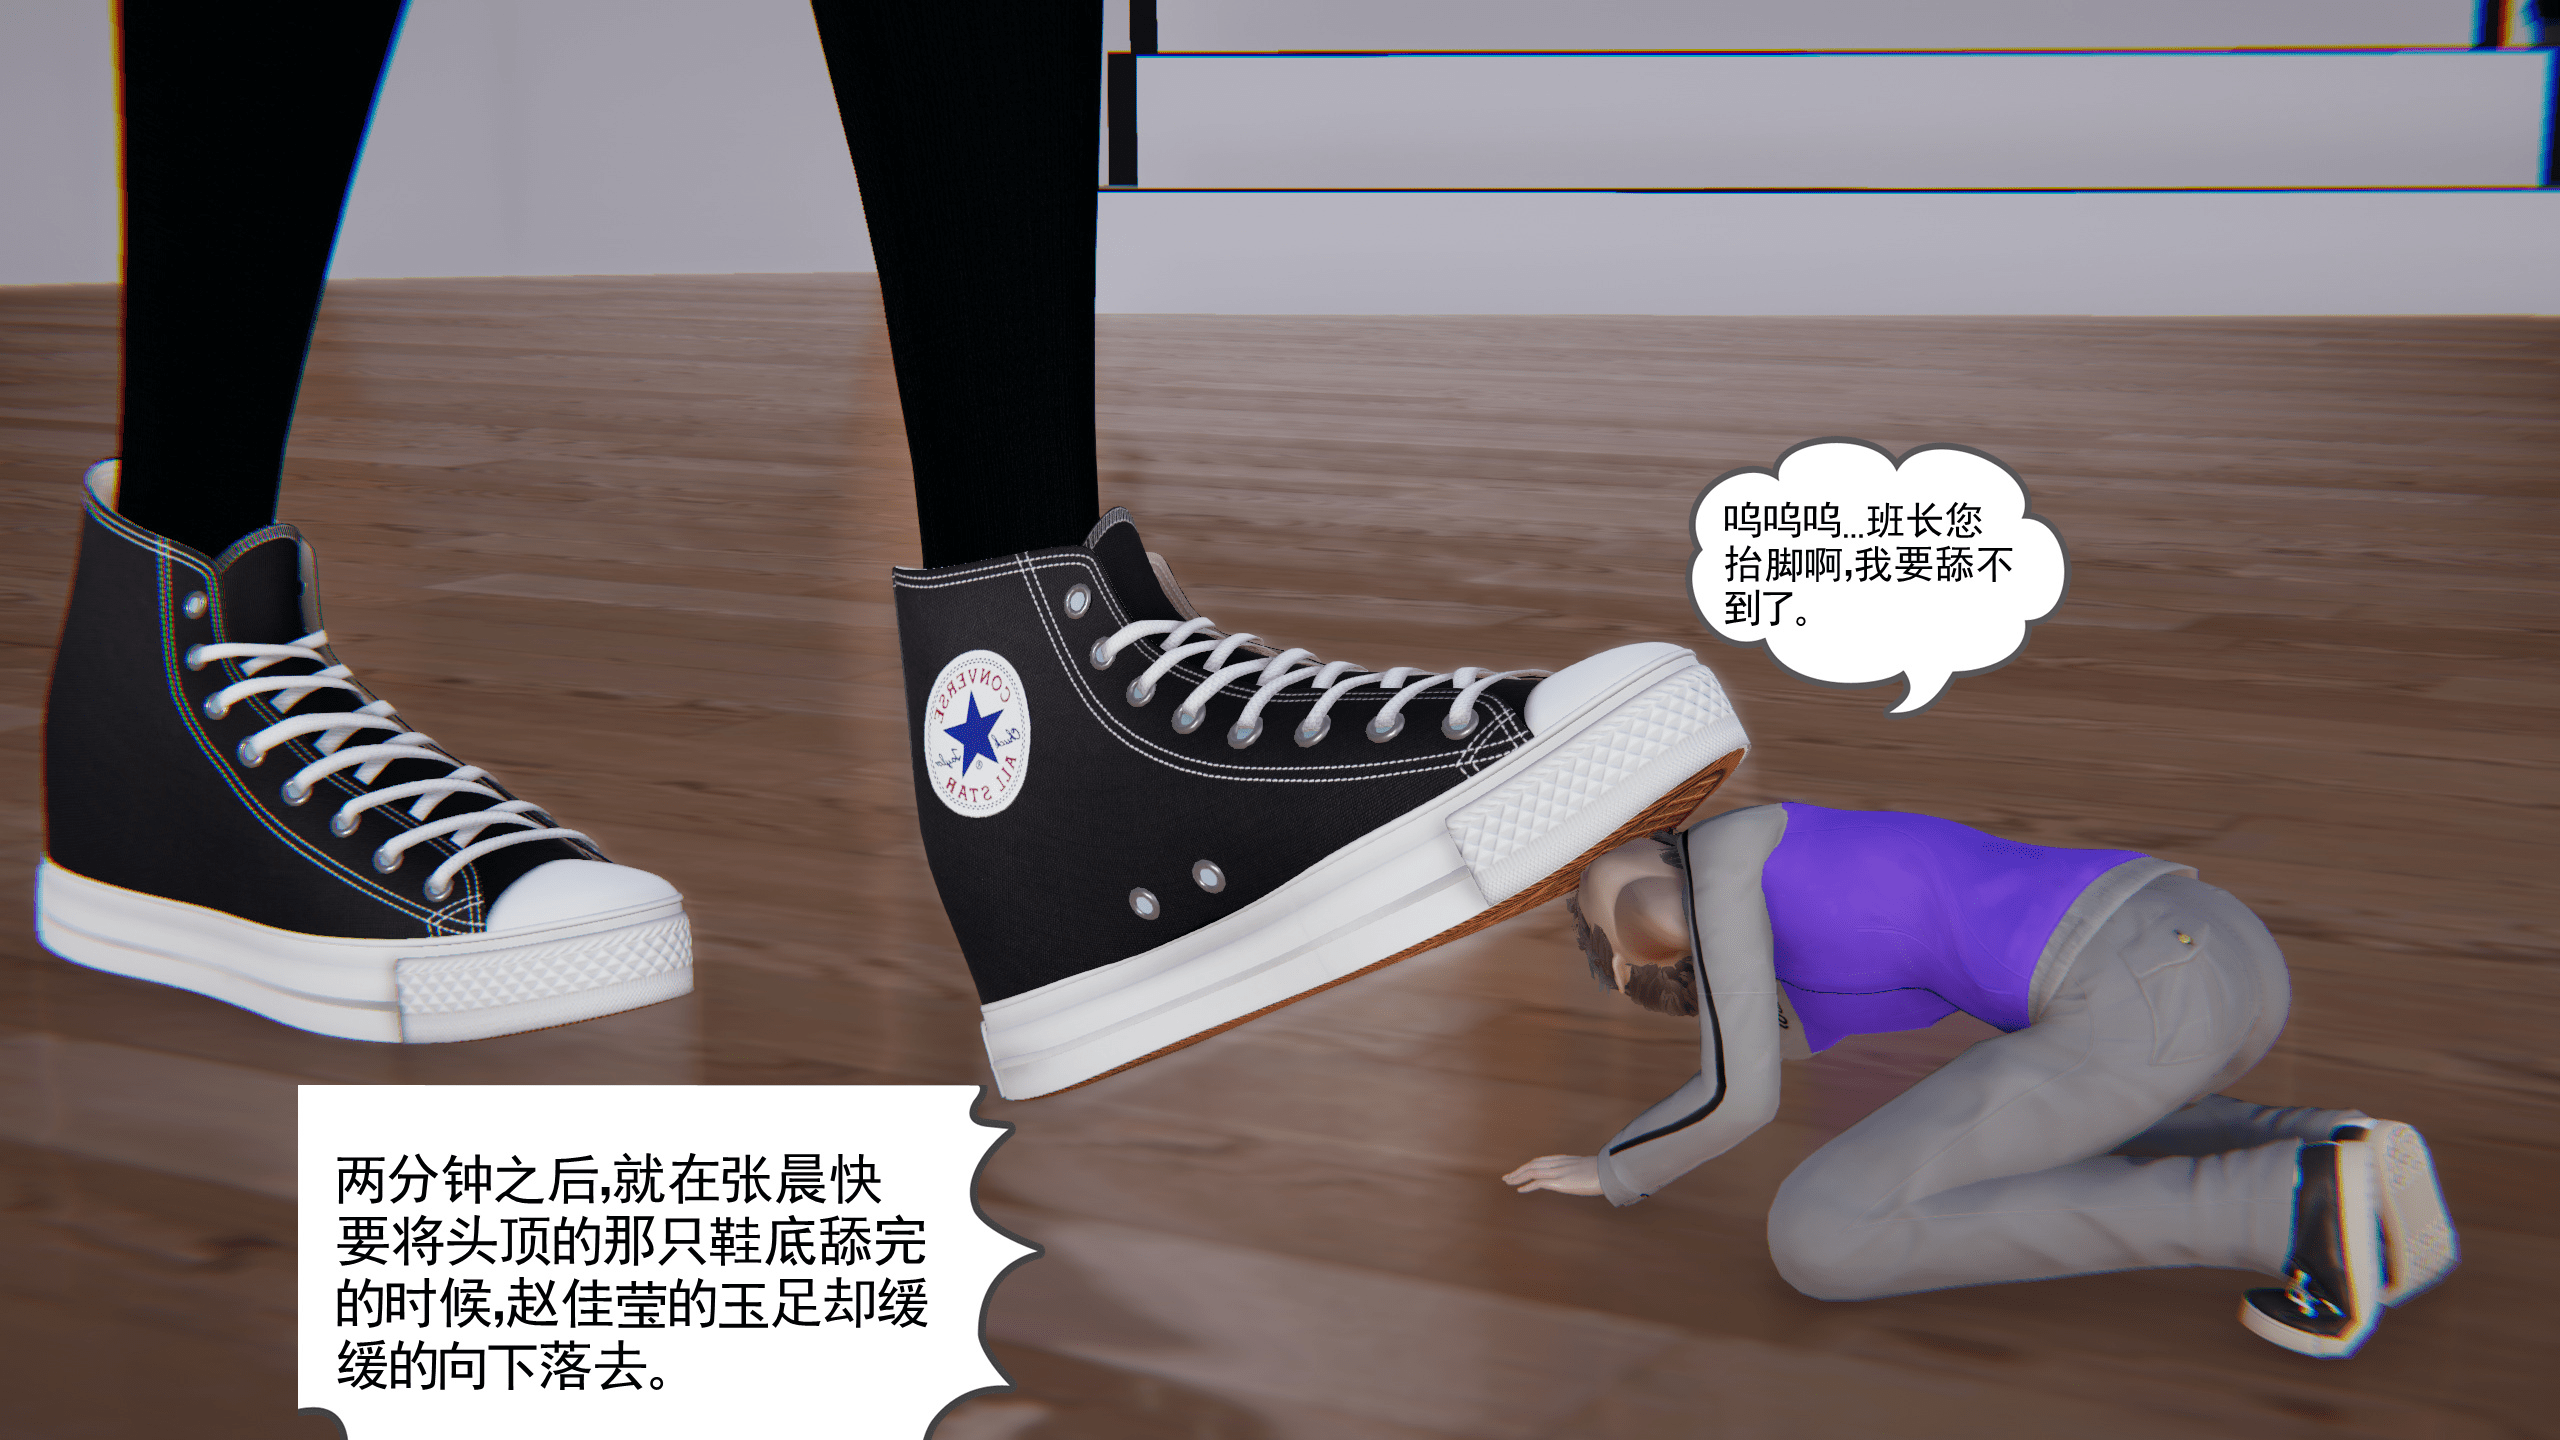 呜呜呜...班长您
抬脚啊,我要舔不
到了。
CONVERSE
Chuck Taylor
®
ALL STAR
两分钟之后,就在张晨快
要将头顶的那只鞋底舔完
的时候,赵佳莹的玉足却缓
缓的向下落去。